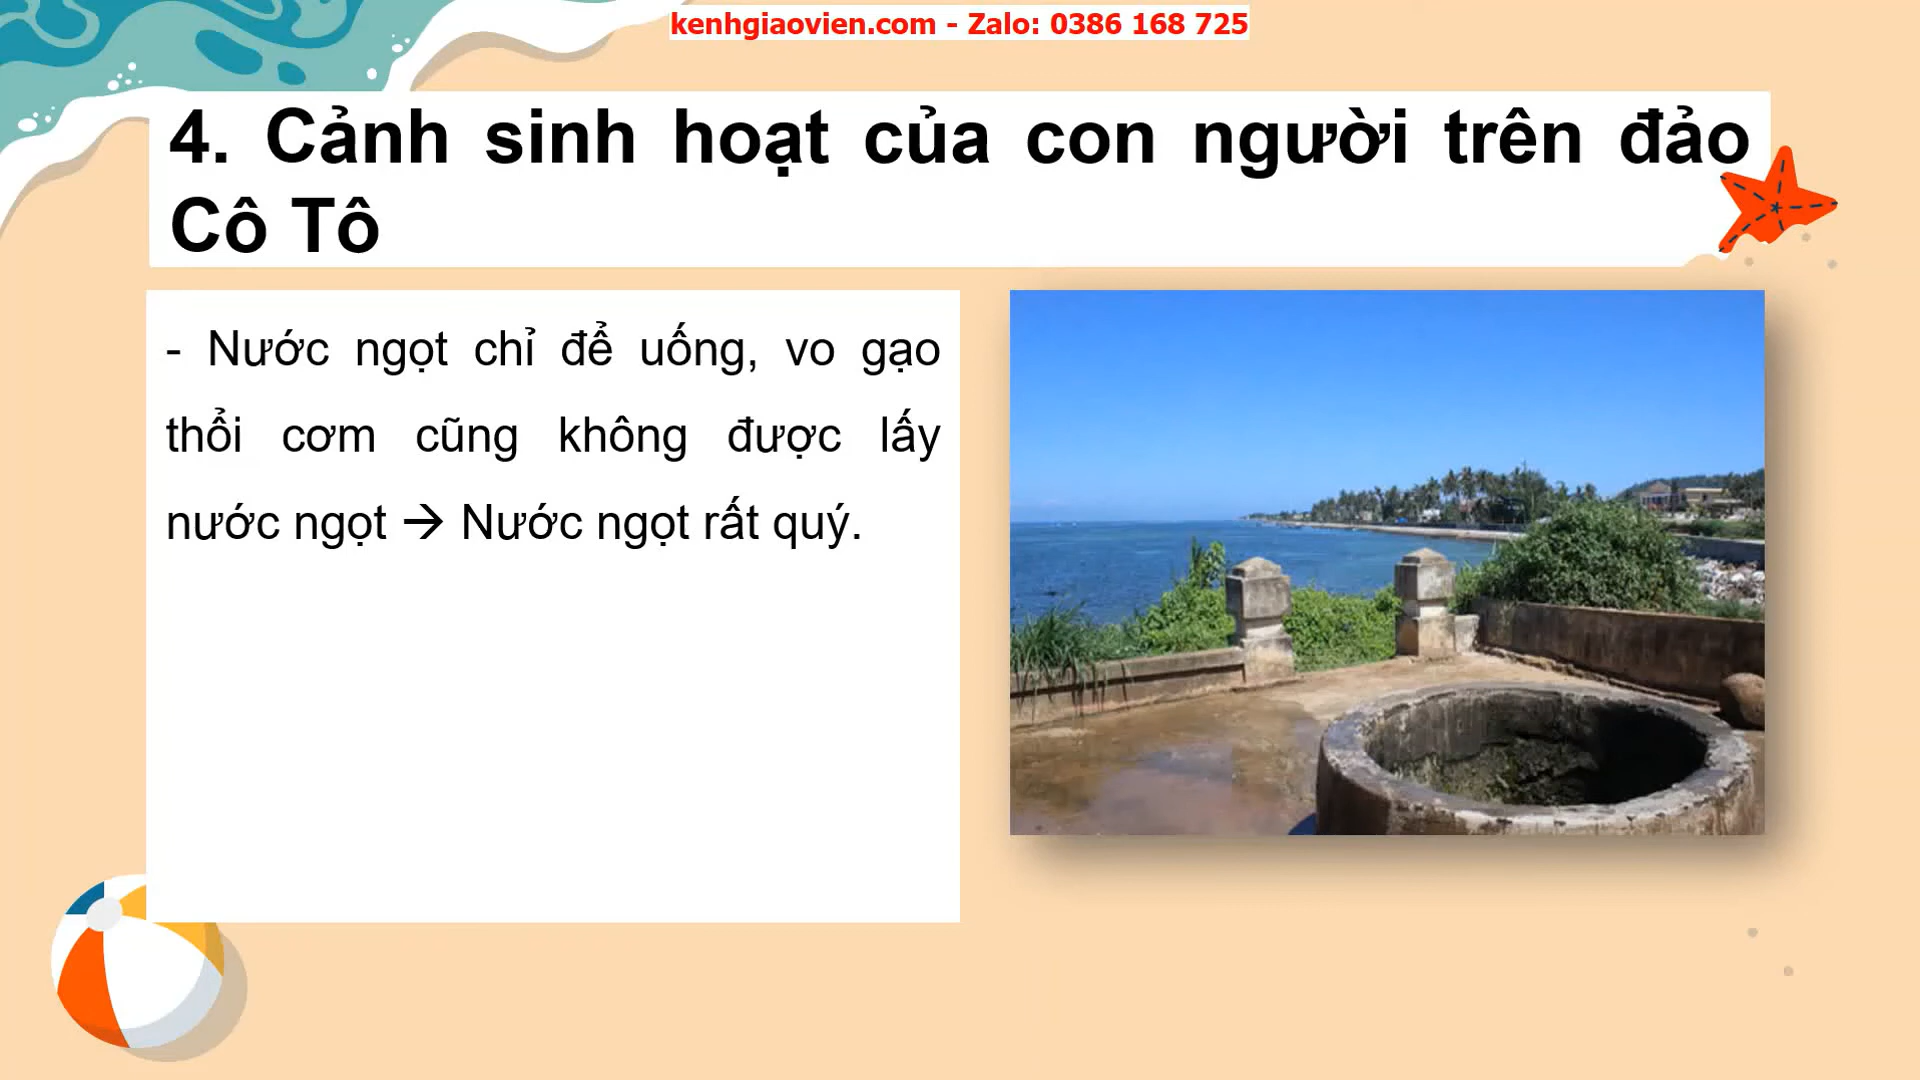 kenhgiaovien.com - Zalo: 0386 168 725
4. Cảnh sinh hoạt của con người trên đảo
Cô Tô
- Nước ngọt chỉ để uống, vo gạo
thổi cơm cũng không được lấy
nước ngọt → Nước ngọt rất quý.